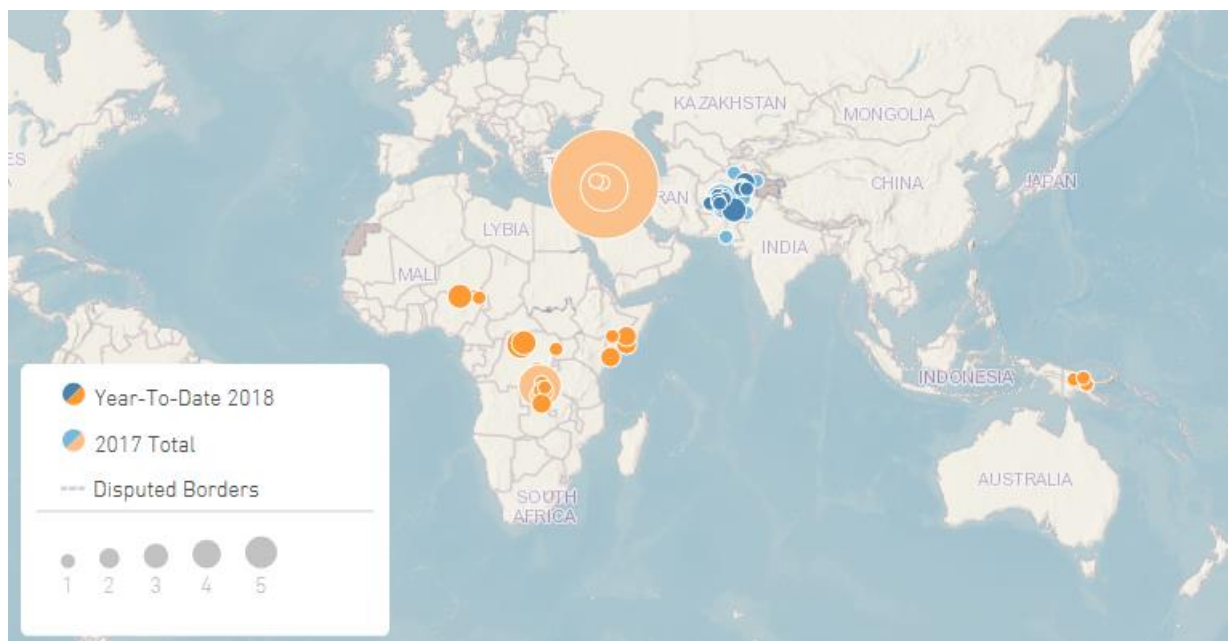 KAZAKHSTAN
MONGOLIA
ES
CHINA
JAPAN
T
RAN
LYBIA
INDIA
MALI
INDONESIA
AUSTRALIA
SOUTH
AFRICA
Year-To-Date 2018
2017 Total
Disputed Borders
1 2 3 4 5